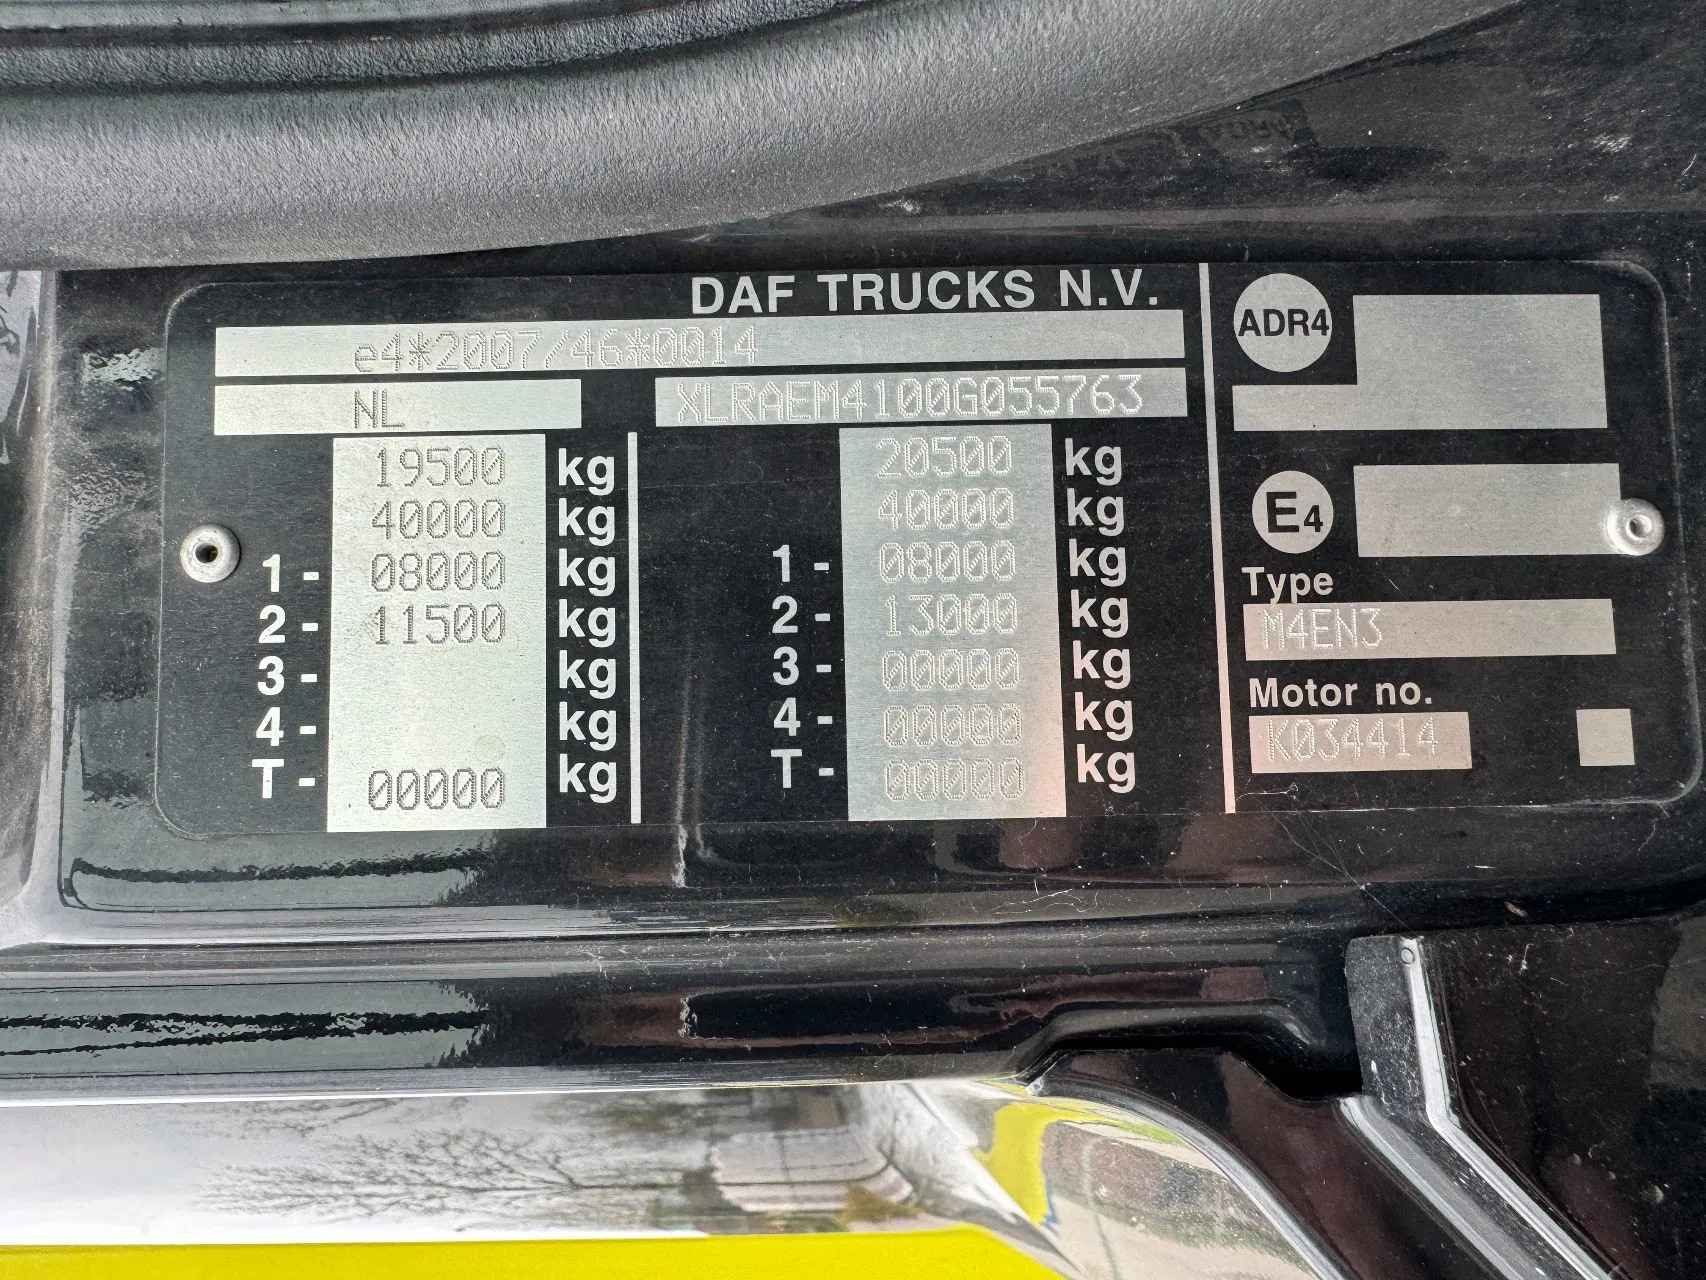 DAF TRUCKS N.V.
e4*2007/46*0014
NL XLRAEM4100G055763
19500 kg 20500 kg
40000 kg 40000 kg
1- 08000 kg 1- 08000 kg
2- 11500 kg 2- 13000 kg
3- kg 3- 00000 kg
4- kg 4- 00000 kg
T- 00000 kg T- 00000 kg
ADR4
E4
Type
M4EN3
Motor no.
K034414